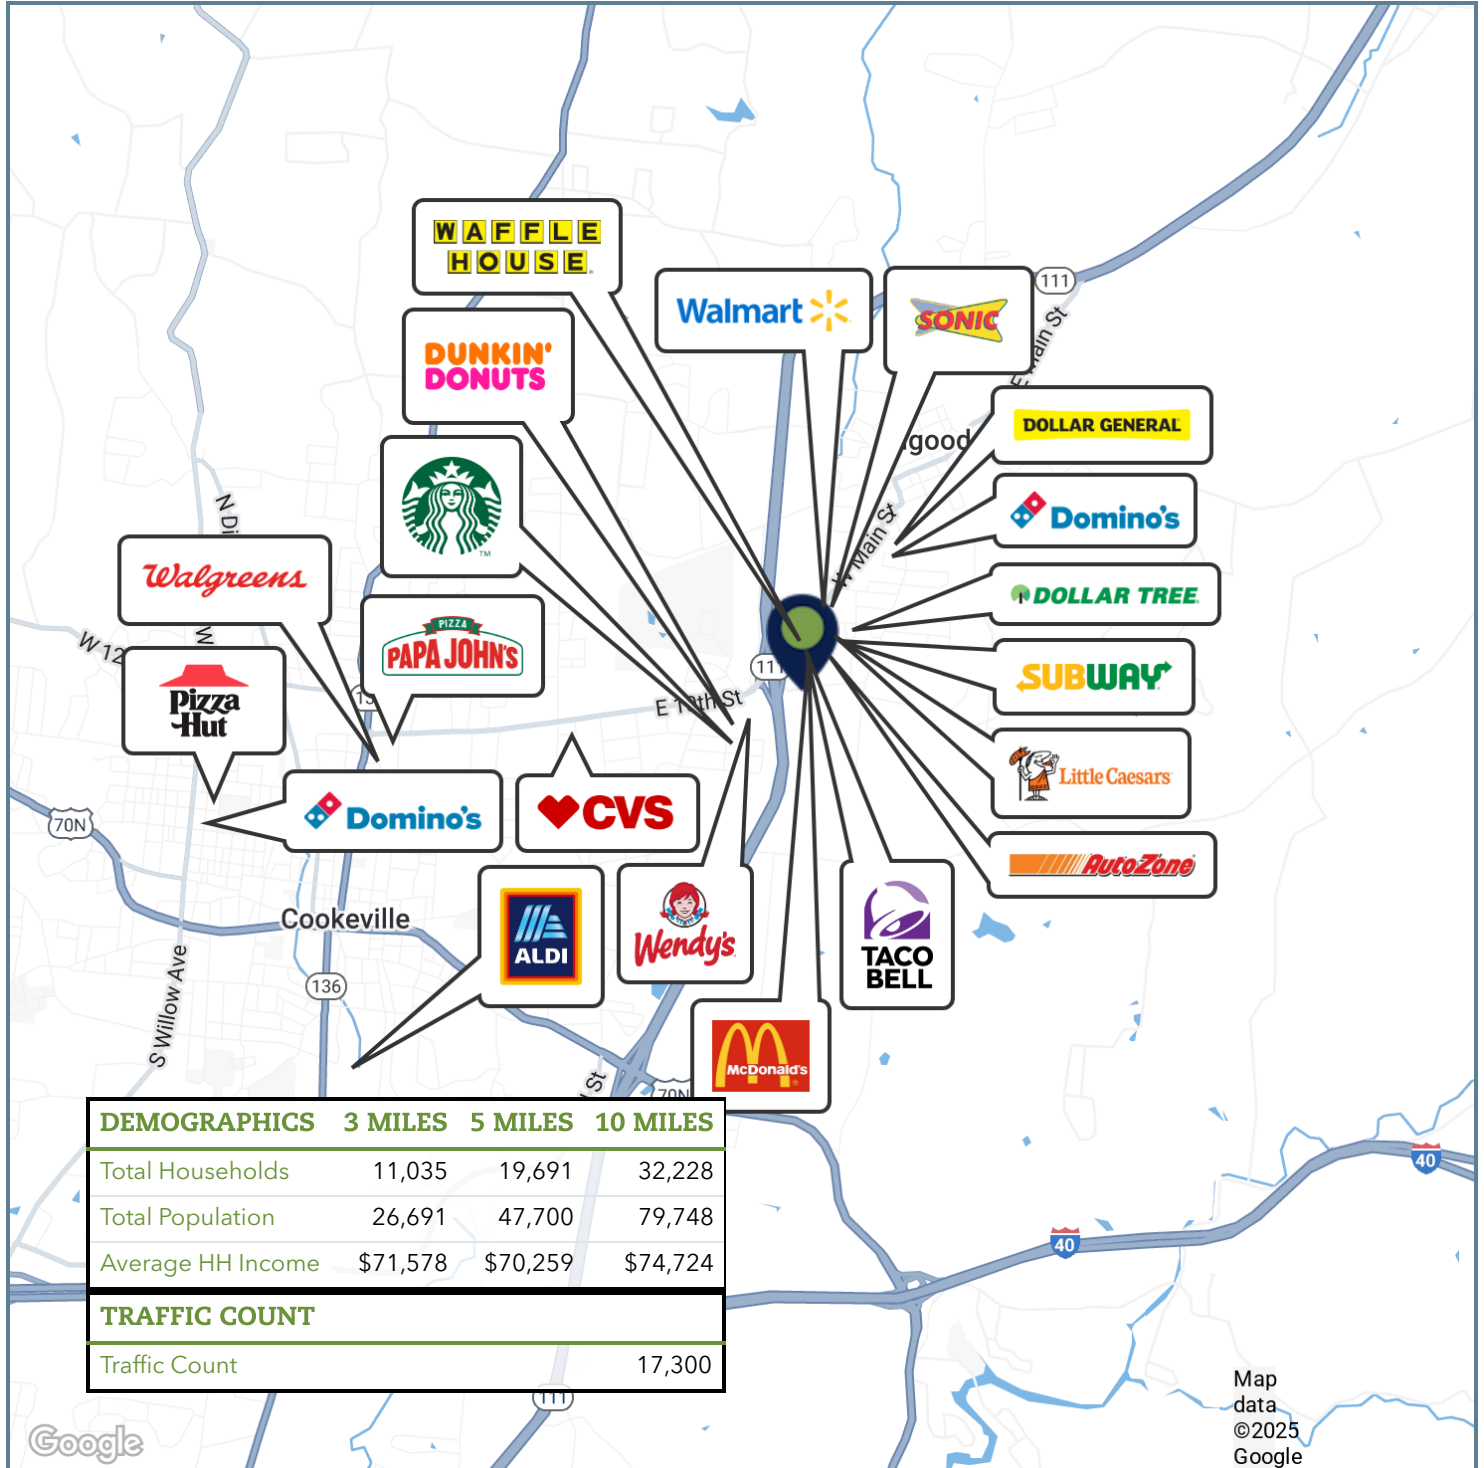 WAFFLE
HOUSE
Walmart
SONIC
111
E Main St
DUNKIN'
DONUTS
DOLLAR GENERAL
good
Domino's
TM
N Di
W Main St
Walgreens
DOLLAR TREE
PIZZA
PAPA JOHN'S
W 12
W
Pizza
Hut
SUBWAY
111
E 10th St
Little Caesars
Domino's
CVS
70N
AutoZone
Cookeville
ALDI
Wendy's
TACO
BELL
136
S Willow Ave
McDonald's
St
70N
DEMOGRAPHICS 3 MILES 5 MILES 10 MILES
Total Households 11,035 19,691 32,228
Total Population 26,691 47,700 79,748
Average HH Income $71,578 $70,259 $74,724
TRAFFIC COUNT
Traffic Count 17,300
40
40
111
Map
data
©2025
Google
Google